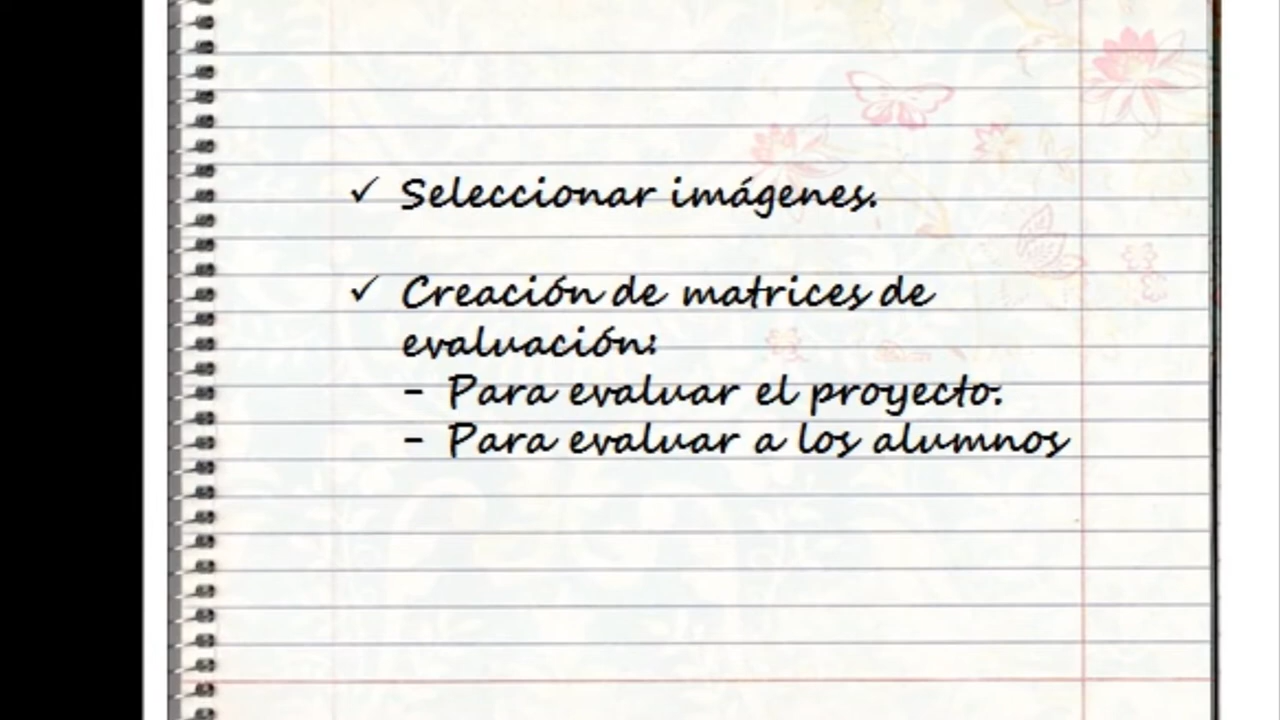 ✓ Seleccionar imágenes.
✓ Creación de matrices de
evaluación:
- Para evaluar el proyecto.
- Para evaluar a los alumnos